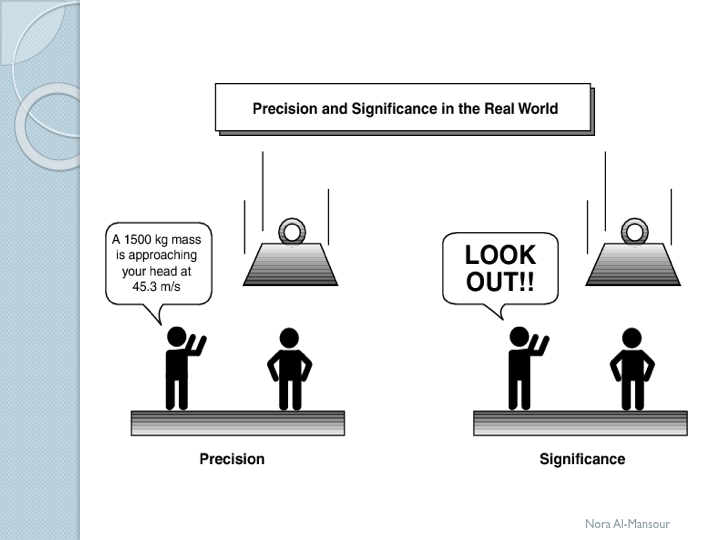 Precision and Significance in the Real World
A 1500 kg mass
is approaching
your head at
45.3 m/s
LOOK
OUT!!
Precision
Significance
Nora Al-Mansour